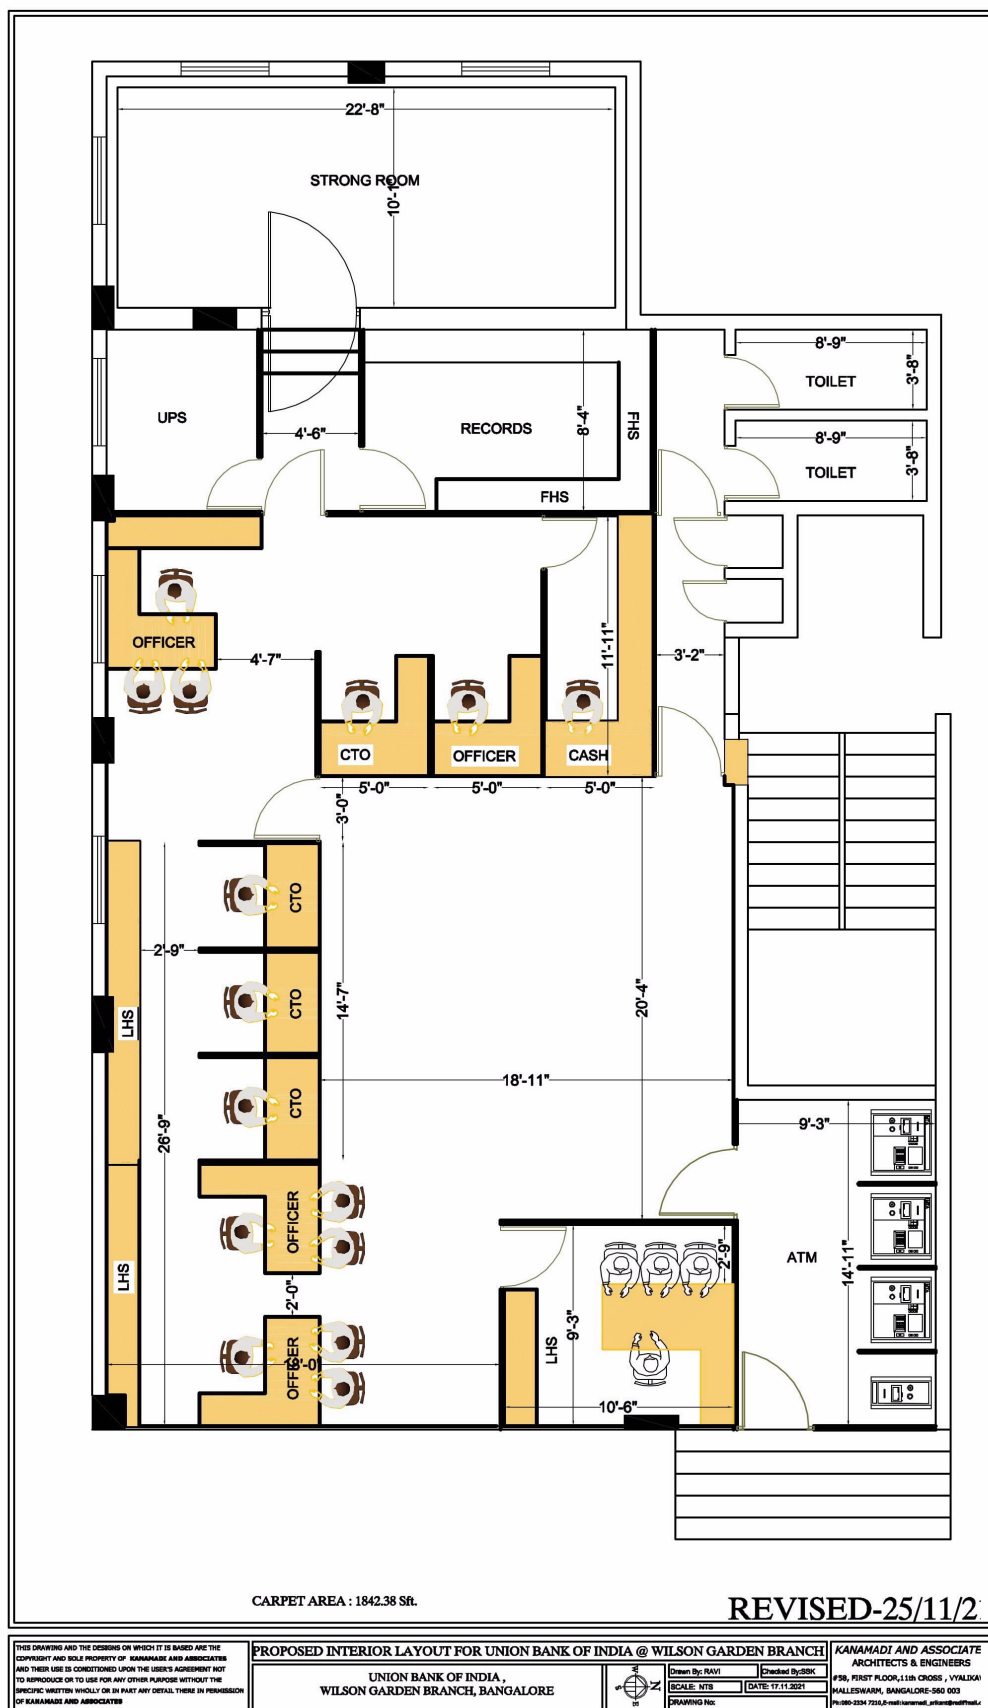 22'-8"
STRONG ROOM
10'-1"
8'-9"
TOILET
3'-8"
UPS
4'-6"
RECORDS
8'-4"
FHS
8'-9"
TOILET
3'-8"
FHS
OFFICER
4'-7"
11'-11"
3'-2"
CTO
OFFICER
CASH
5'-0"
5'-0"
5'-0"
3'-0"
CTO
2'-9"
CTO
14'-7"
20'-4"
LHS
18'-11"
CTO
26'-9"
9'-3"
OFFICER
2'-9"
ATM
14'-11"
LHS
2'-0"
9'-3"
LHS
OFFICER
10'-6"
CARPET AREA : 1842.38 Sft.
REVISED-25/11/2
THIS DRAWING AND THE DESIGNS ON WHICH IT IS BASED ARE THE
COPYRIGHT AND SOLE PROPERTY OF KANAMADI AND ASSOCIATES
AND THEIR USE IS CONDITIONED UPON THE USER'S AGREEMENT NOT
TO REPRODUCE OR TO USE FOR ANY OTHER PURPOSE WITHOUT THE
SPECIFIC WRITTEN WHOLLY OR IN PART ANY DETAIL THERE IN PERMISSION
OF KANAMADI AND ASSOCIATES
PROPOSED INTERIOR LAYOUT FOR UNION BANK OF INDIA @ WILSON GARDEN BRANCH
UNION BANK OF INDIA ,
WILSON GARDEN BRANCH, BANGALORE
W
N
S
E
Drawn By: RAVI
Checked By:SSK
SCALE: NTS
DATE: 17.11.2021
DRAWING No:
KANAMADI AND ASSOCIATE
ARCHITECTS & ENGINEERS
#58, FIRST FLOOR,11th CROSS , VYALIKAV
MALLESWARM, BANGALORE-560 003
Ph:080-2334 7210,E-mail:kanamadi_srikant@rediffmail.c